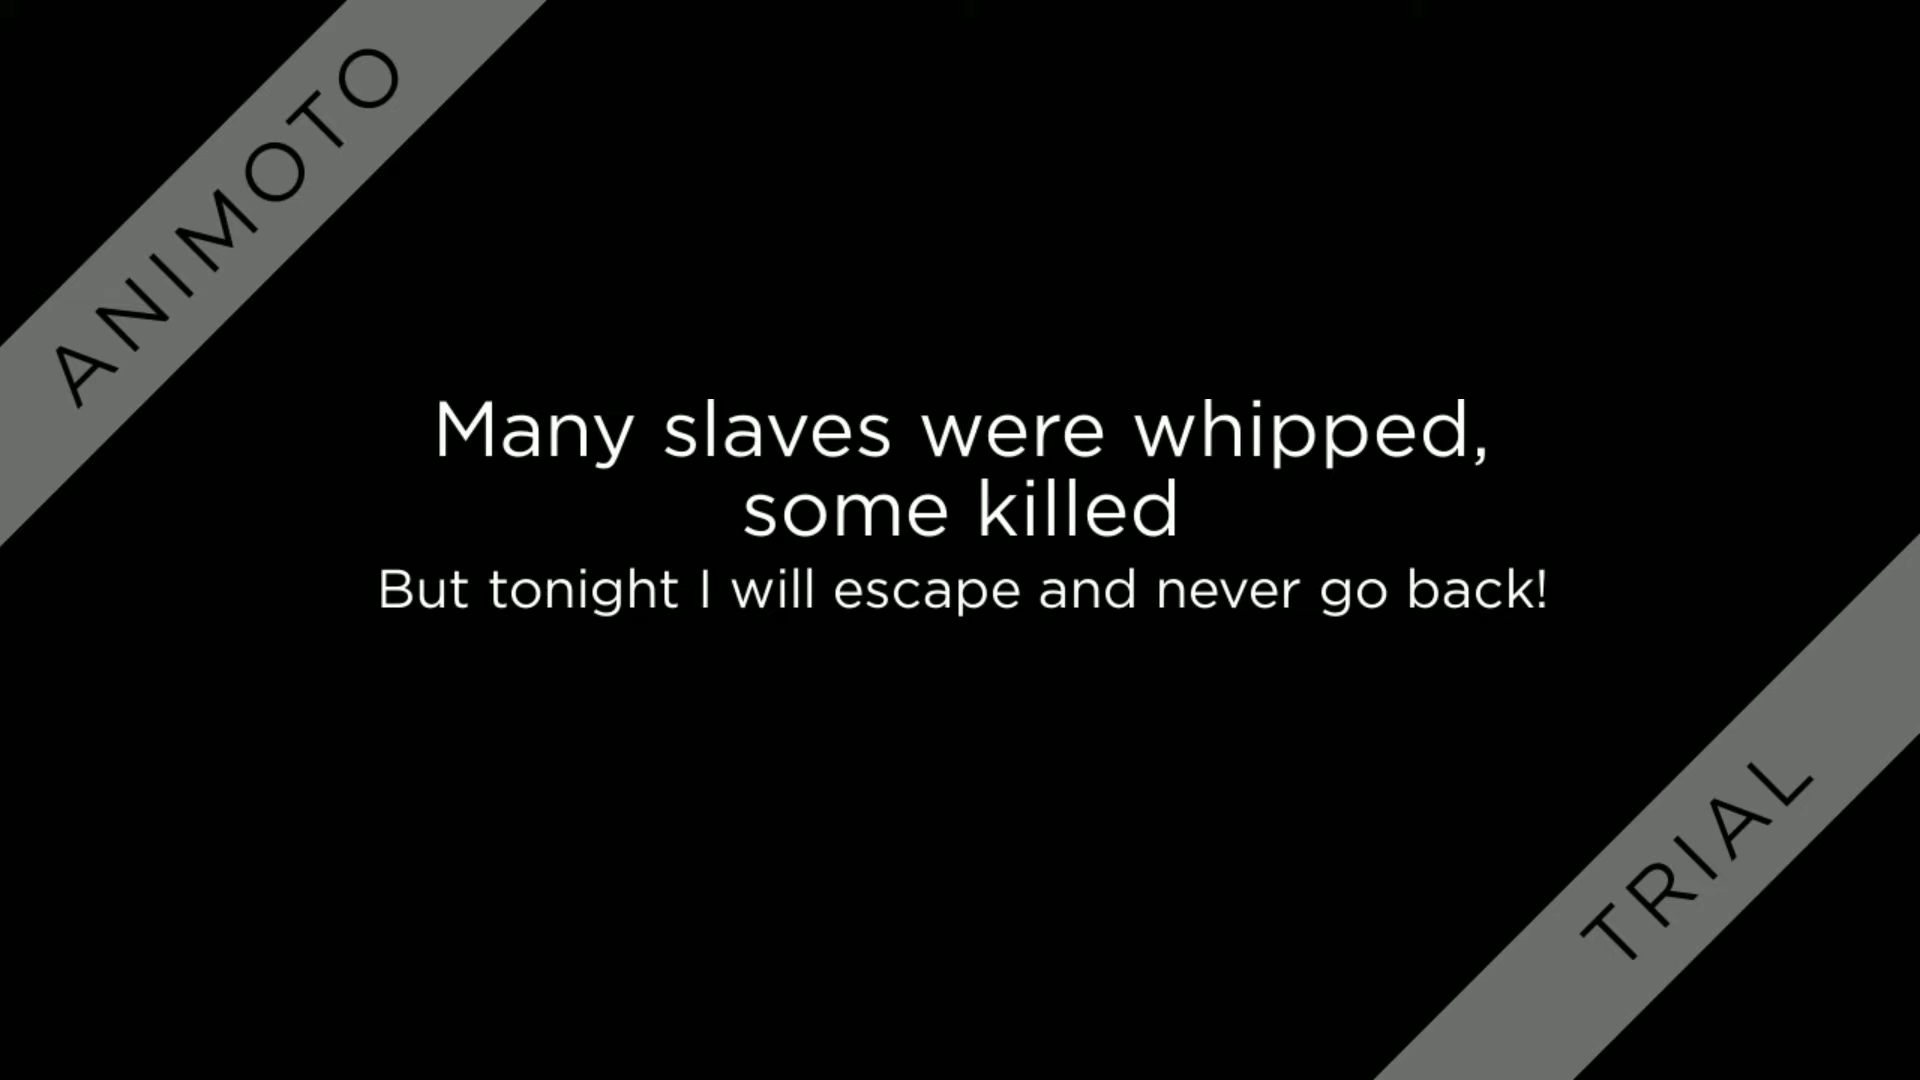 ANIMOTO
Many slaves were whipped,
some killed
But tonight I will escape and never go back!
TRIAL